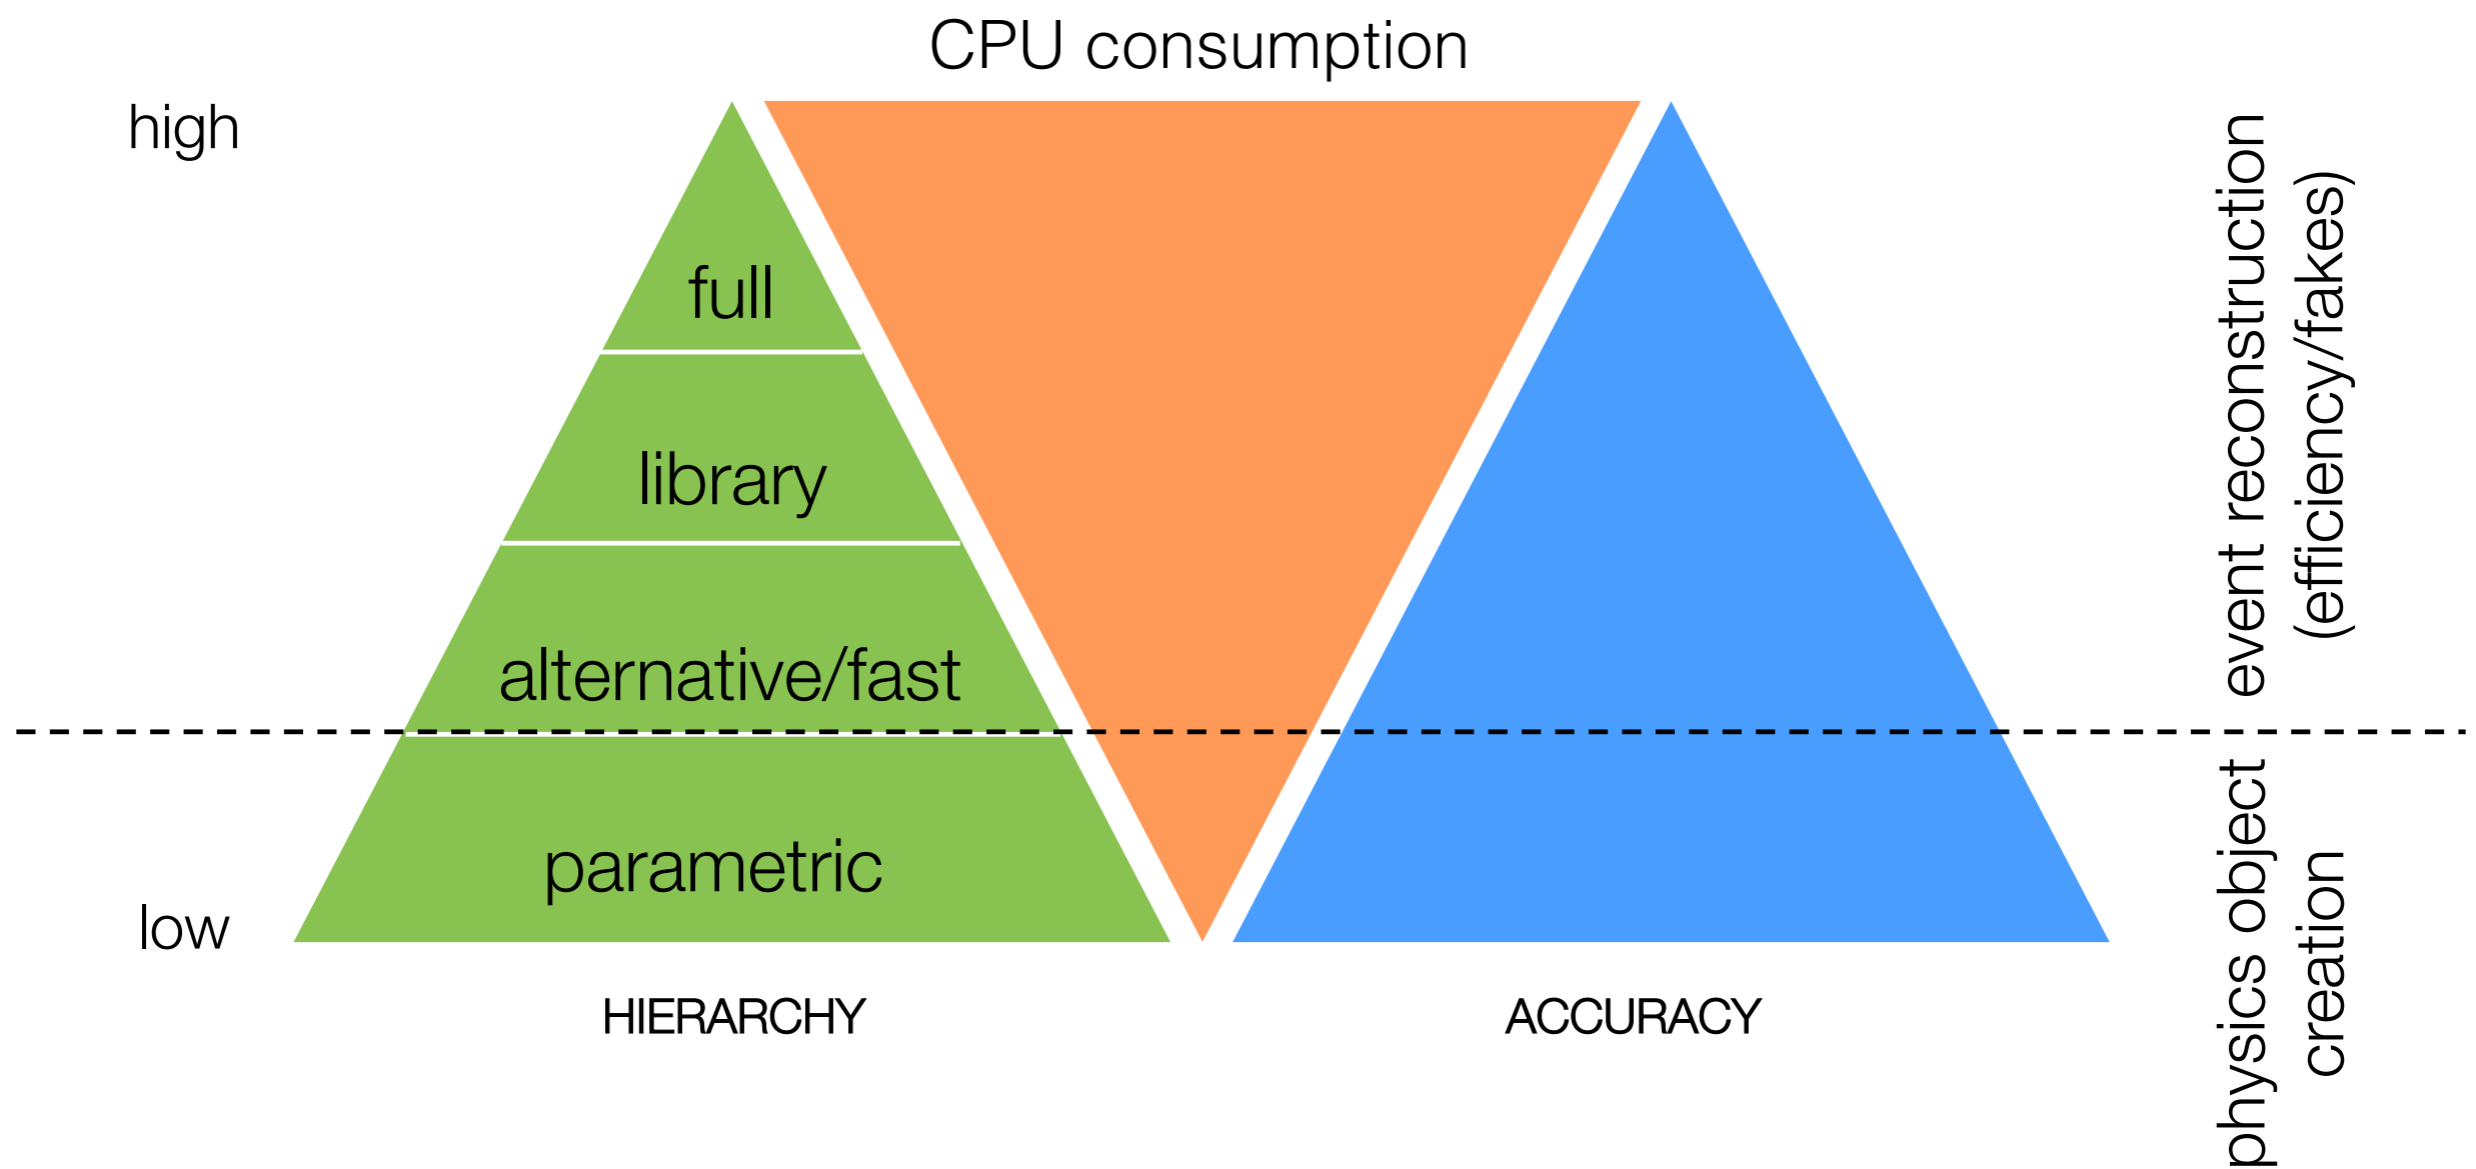 CPU consumption
high
full
library
alternative/fast
parametric
low
HIERARCHY
ACCURACY
event reconstruction
(efficiency/fakes)
physics object
creation